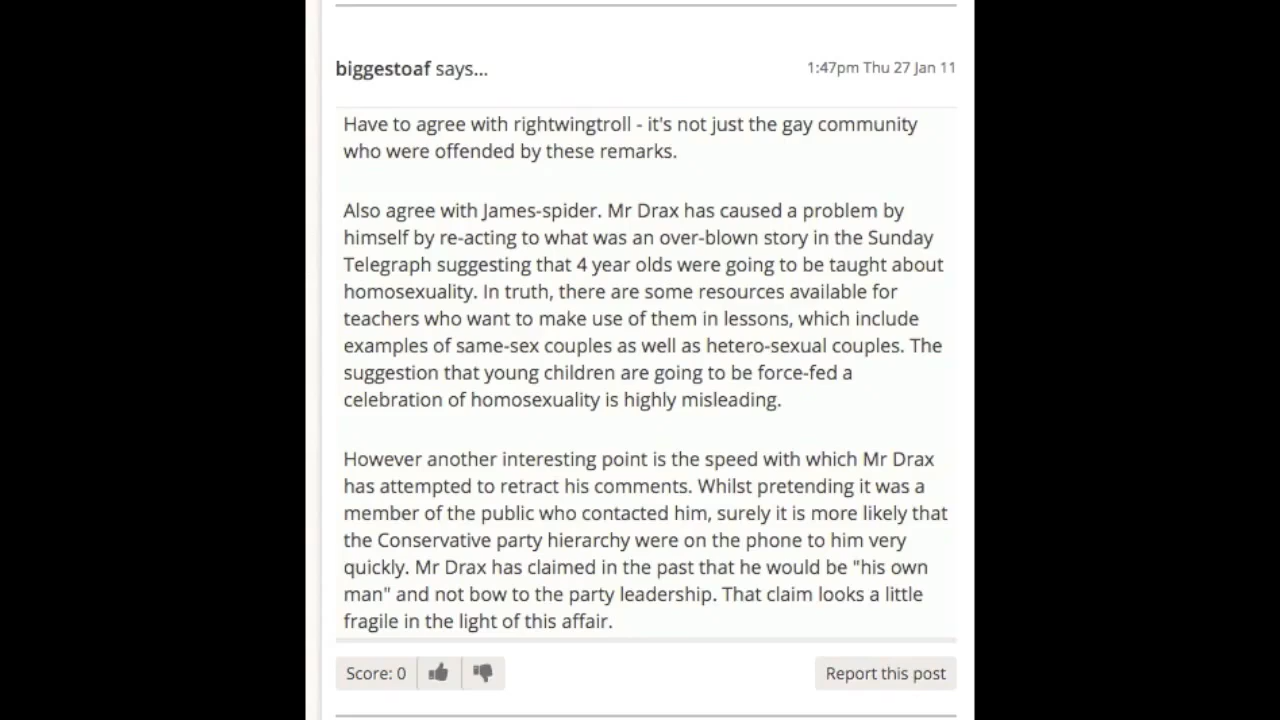 biggestoaf says...
1:47pm Thu 27 Jan 11
Have to agree with rightwingtroll - it's not just the gay community
who were offended by these remarks.
Also agree with James-spider. Mr Drax has caused a problem by
himself by re-acting to what was an over-blown story in the Sunday
Telegraph suggesting that 4 year olds were going to be taught about
homosexuality. In truth, there are some resources available for
teachers who want to make use of them in lessons, which include
examples of same-sex couples as well as hetero-sexual couples. The
suggestion that young children are going to be force-fed a
celebration of homosexuality is highly misleading.
However another interesting point is the speed with which Mr Drax
has attempted to retract his comments. Whilst pretending it was a
member of the public who contacted him, surely it is more likely that
the Conservative party hierarchy were on the phone to him very
quickly. Mr Drax has claimed in the past that he would be "his own
man" and not bow to the party leadership. That claim looks a little
fragile in the light of this affair.
Score: 0
Report this post